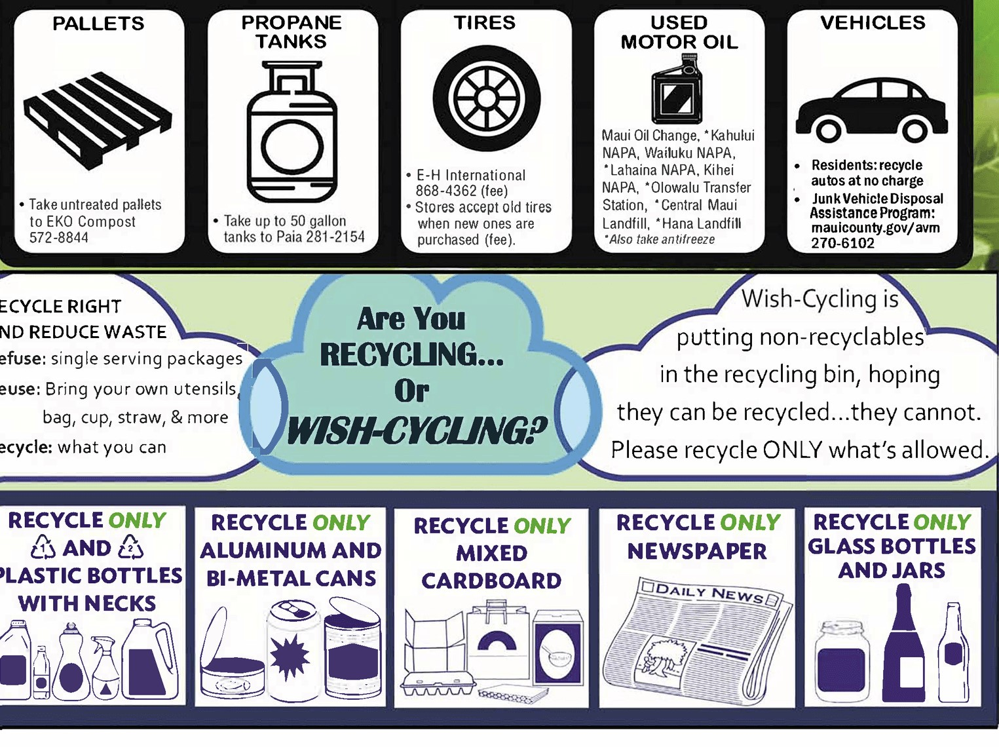 PALLETS
• Take untreated pallets
to EKO Compost
572-8844
PROPANE
TANKS
• Take up to 50 gallon
tanks to Paia 281-2154
TIRES
• E-H International
868-4362 (fee)
• Stores accept old tires
when new ones are
purchased (fee).
USED
MOTOR OIL
Maui Oil Change, *Kahului
NAPA, Wailuku NAPA,
*Lahaina NAPA, Kihei
NAPA, *Olowalu Transfer
Station, *Central Maui
Landfill, *Hana Landfill
*Also take antifreeze
VEHICLES
• Residents: recycle
autos at no charge
• Junk Vehicle Disposal
Assistance Program:
mauicounty.gov/avm
270-6102
ECYCLE RIGHT
ND REDUCE WASTE
efuse: single serving packages
euse: Bring your own utensils,
bag, cup, straw, & more
ecycle: what you can
Are You
RECYCLING...
Or
WISH-CYCLING?
Wish-Cycling is
putting non-recyclables
in the recycling bin, hoping
they can be recycled...they cannot.
Please recycle ONLY what's allowed.
RECYCLE ONLY
1 AND 2
PLASTIC BOTTLES
WITH NECKS
RECYCLE ONLY
ALUMINUM AND
BI-METAL CANS
RECYCLE ONLY
MIXED
CARDBOARD
RECYCLE ONLY
NEWSPAPER
DAILY NEWS
RECYCLE ONLY
GLASS BOTTLES
AND JARS